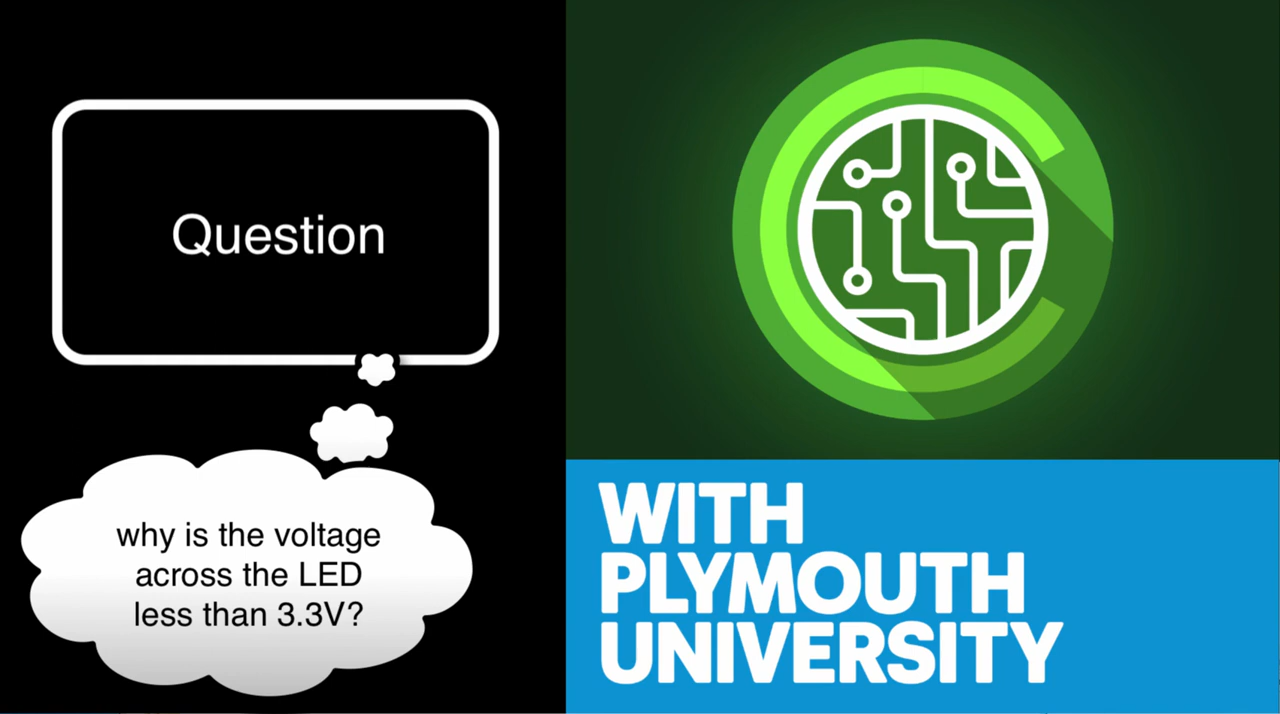 Question
why is the voltage
across the LED
less than 3.3V?
WITH
PLYMOUTH
UNIVERSITY